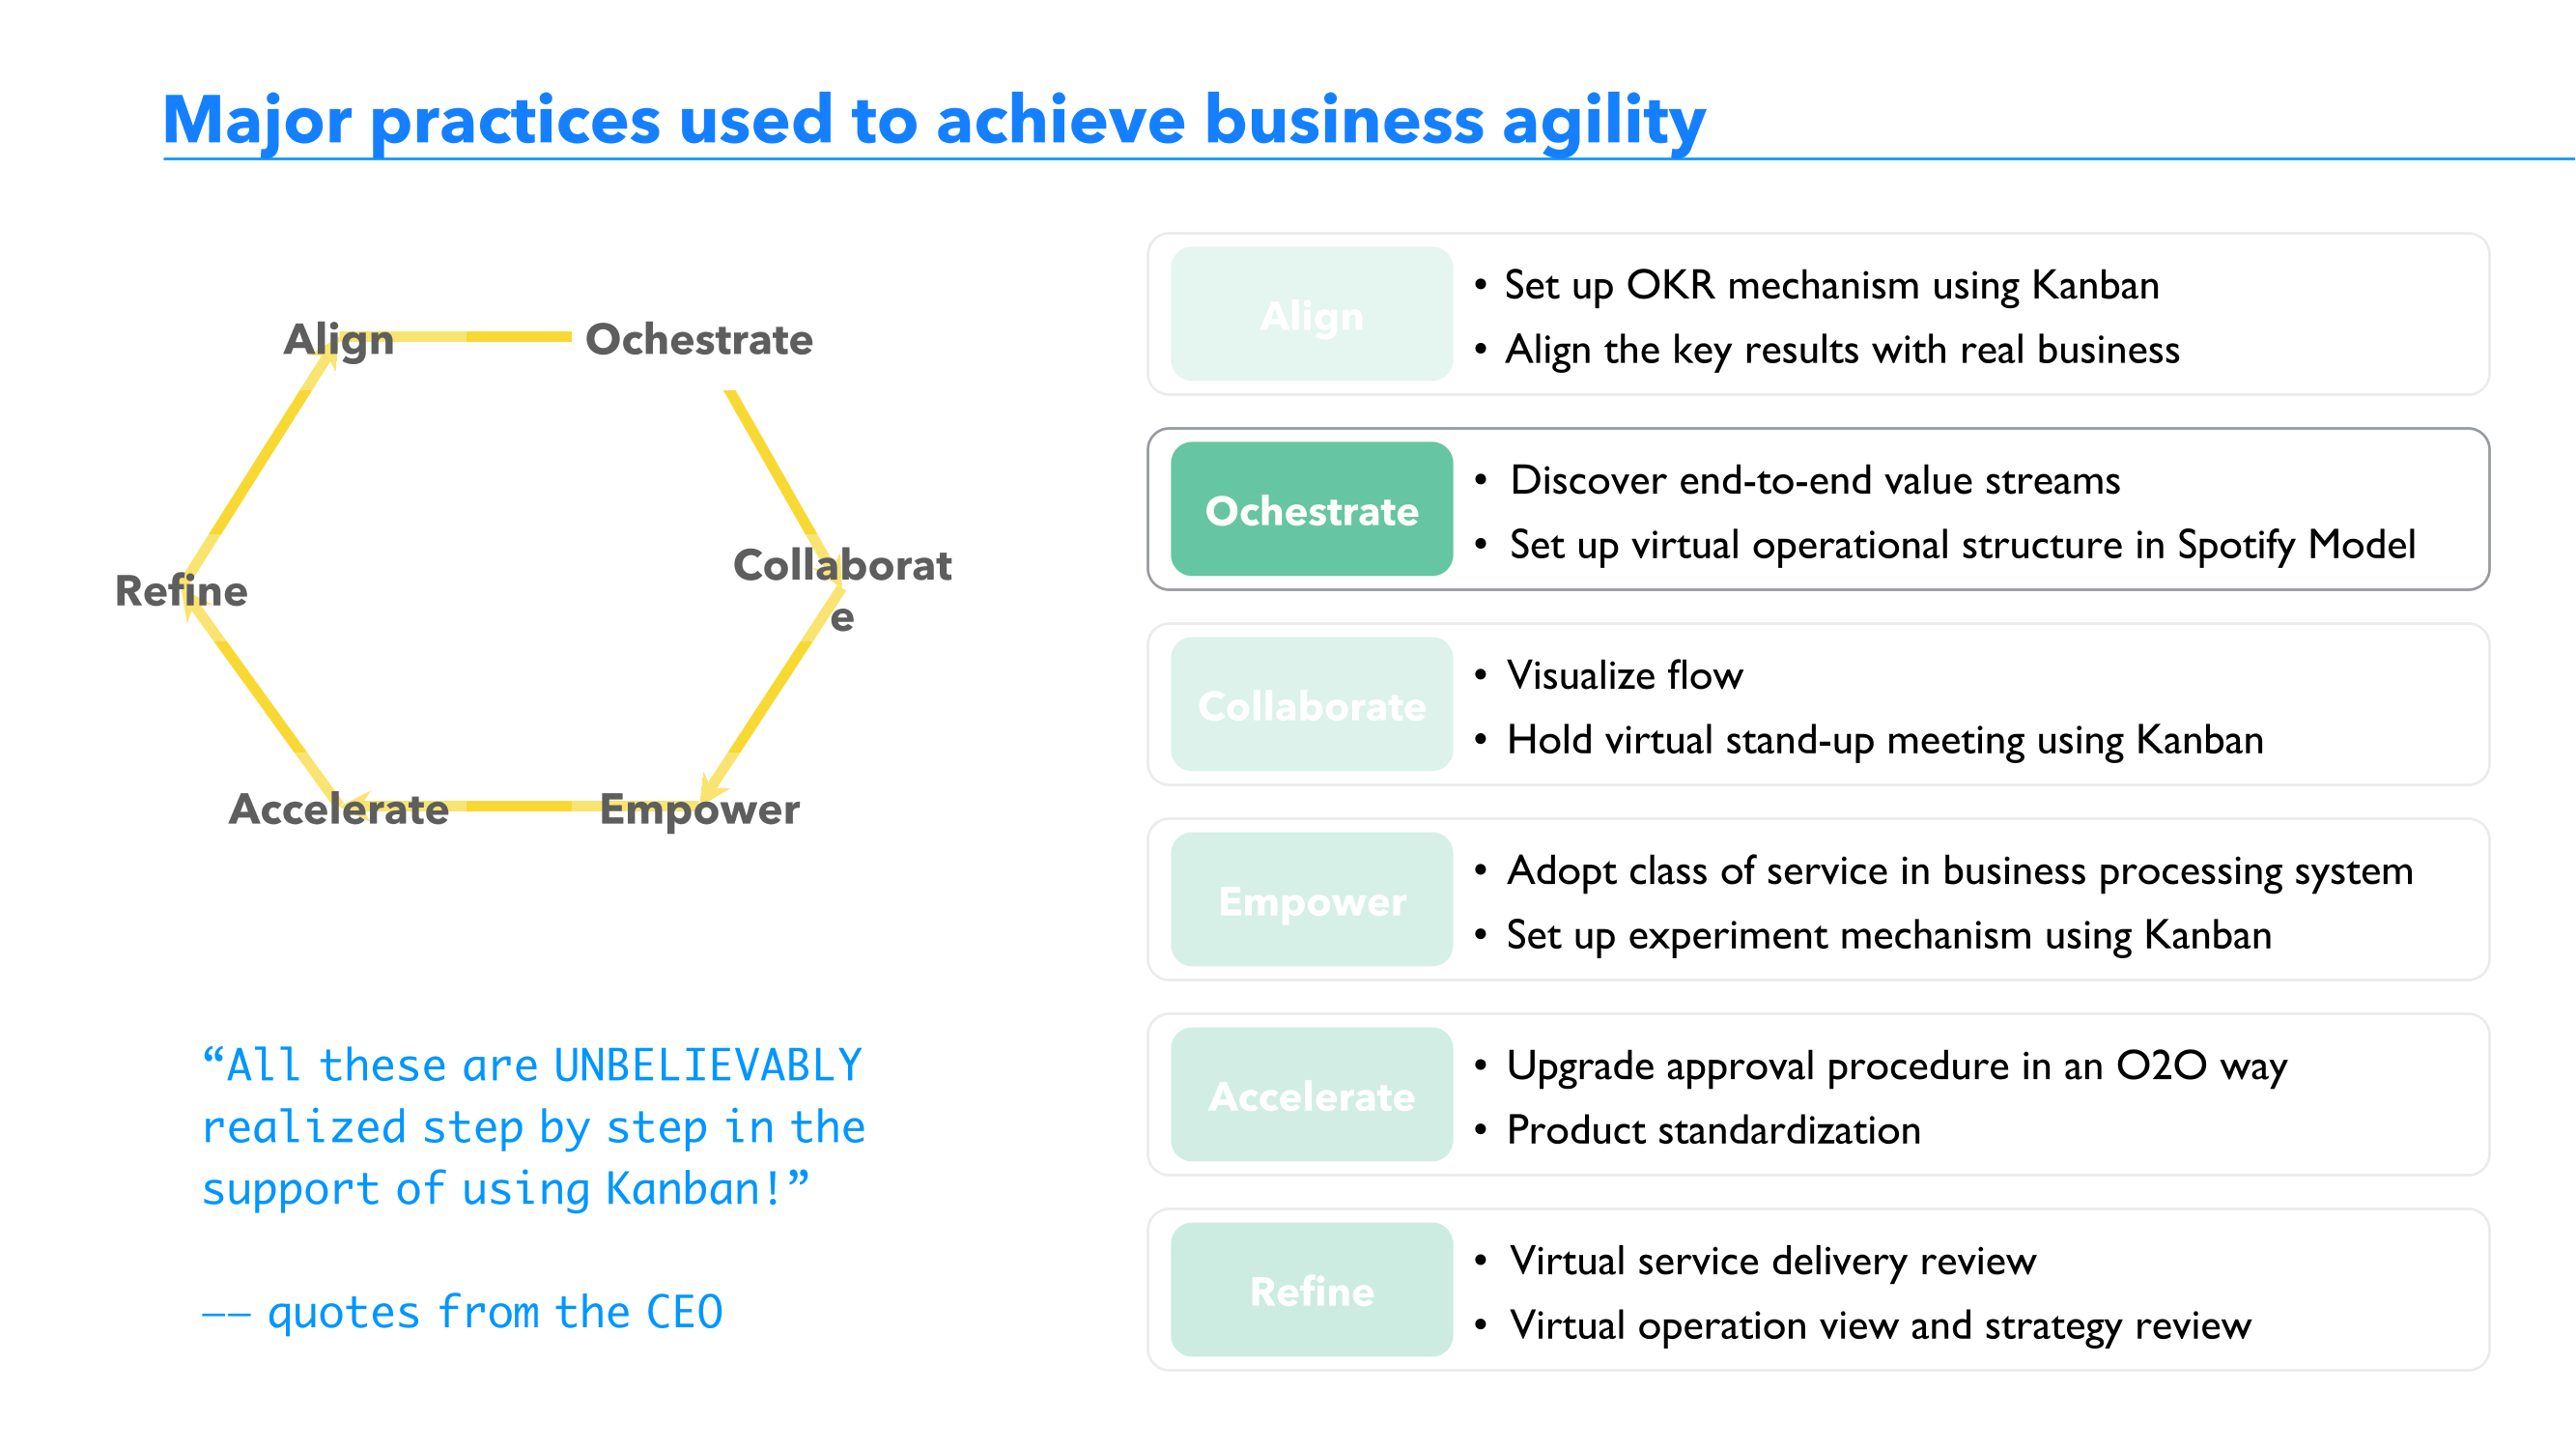 Major practices used to achieve business agility
Align
Ochestrate
Collaborat
e
Refine
Accelerate
Empower
“All these are UNBELIEVABLY
realized step by step in the
support of using Kanban!”
—— quotes from the CEO
Align
• Set up OKR mechanism using Kanban
• Align the key results with real business
Ochestrate
• Discover end-to-end value streams
• Set up virtual operational structure in Spotify Model
Collaborate
• Visualize flow
• Hold virtual stand-up meeting using Kanban
Empower
• Adopt class of service in business processing system
• Set up experiment mechanism using Kanban
Accelerate
• Upgrade approval procedure in an O2O way
• Product standardization
Refine
• Virtual service delivery review
• Virtual operation view and strategy review